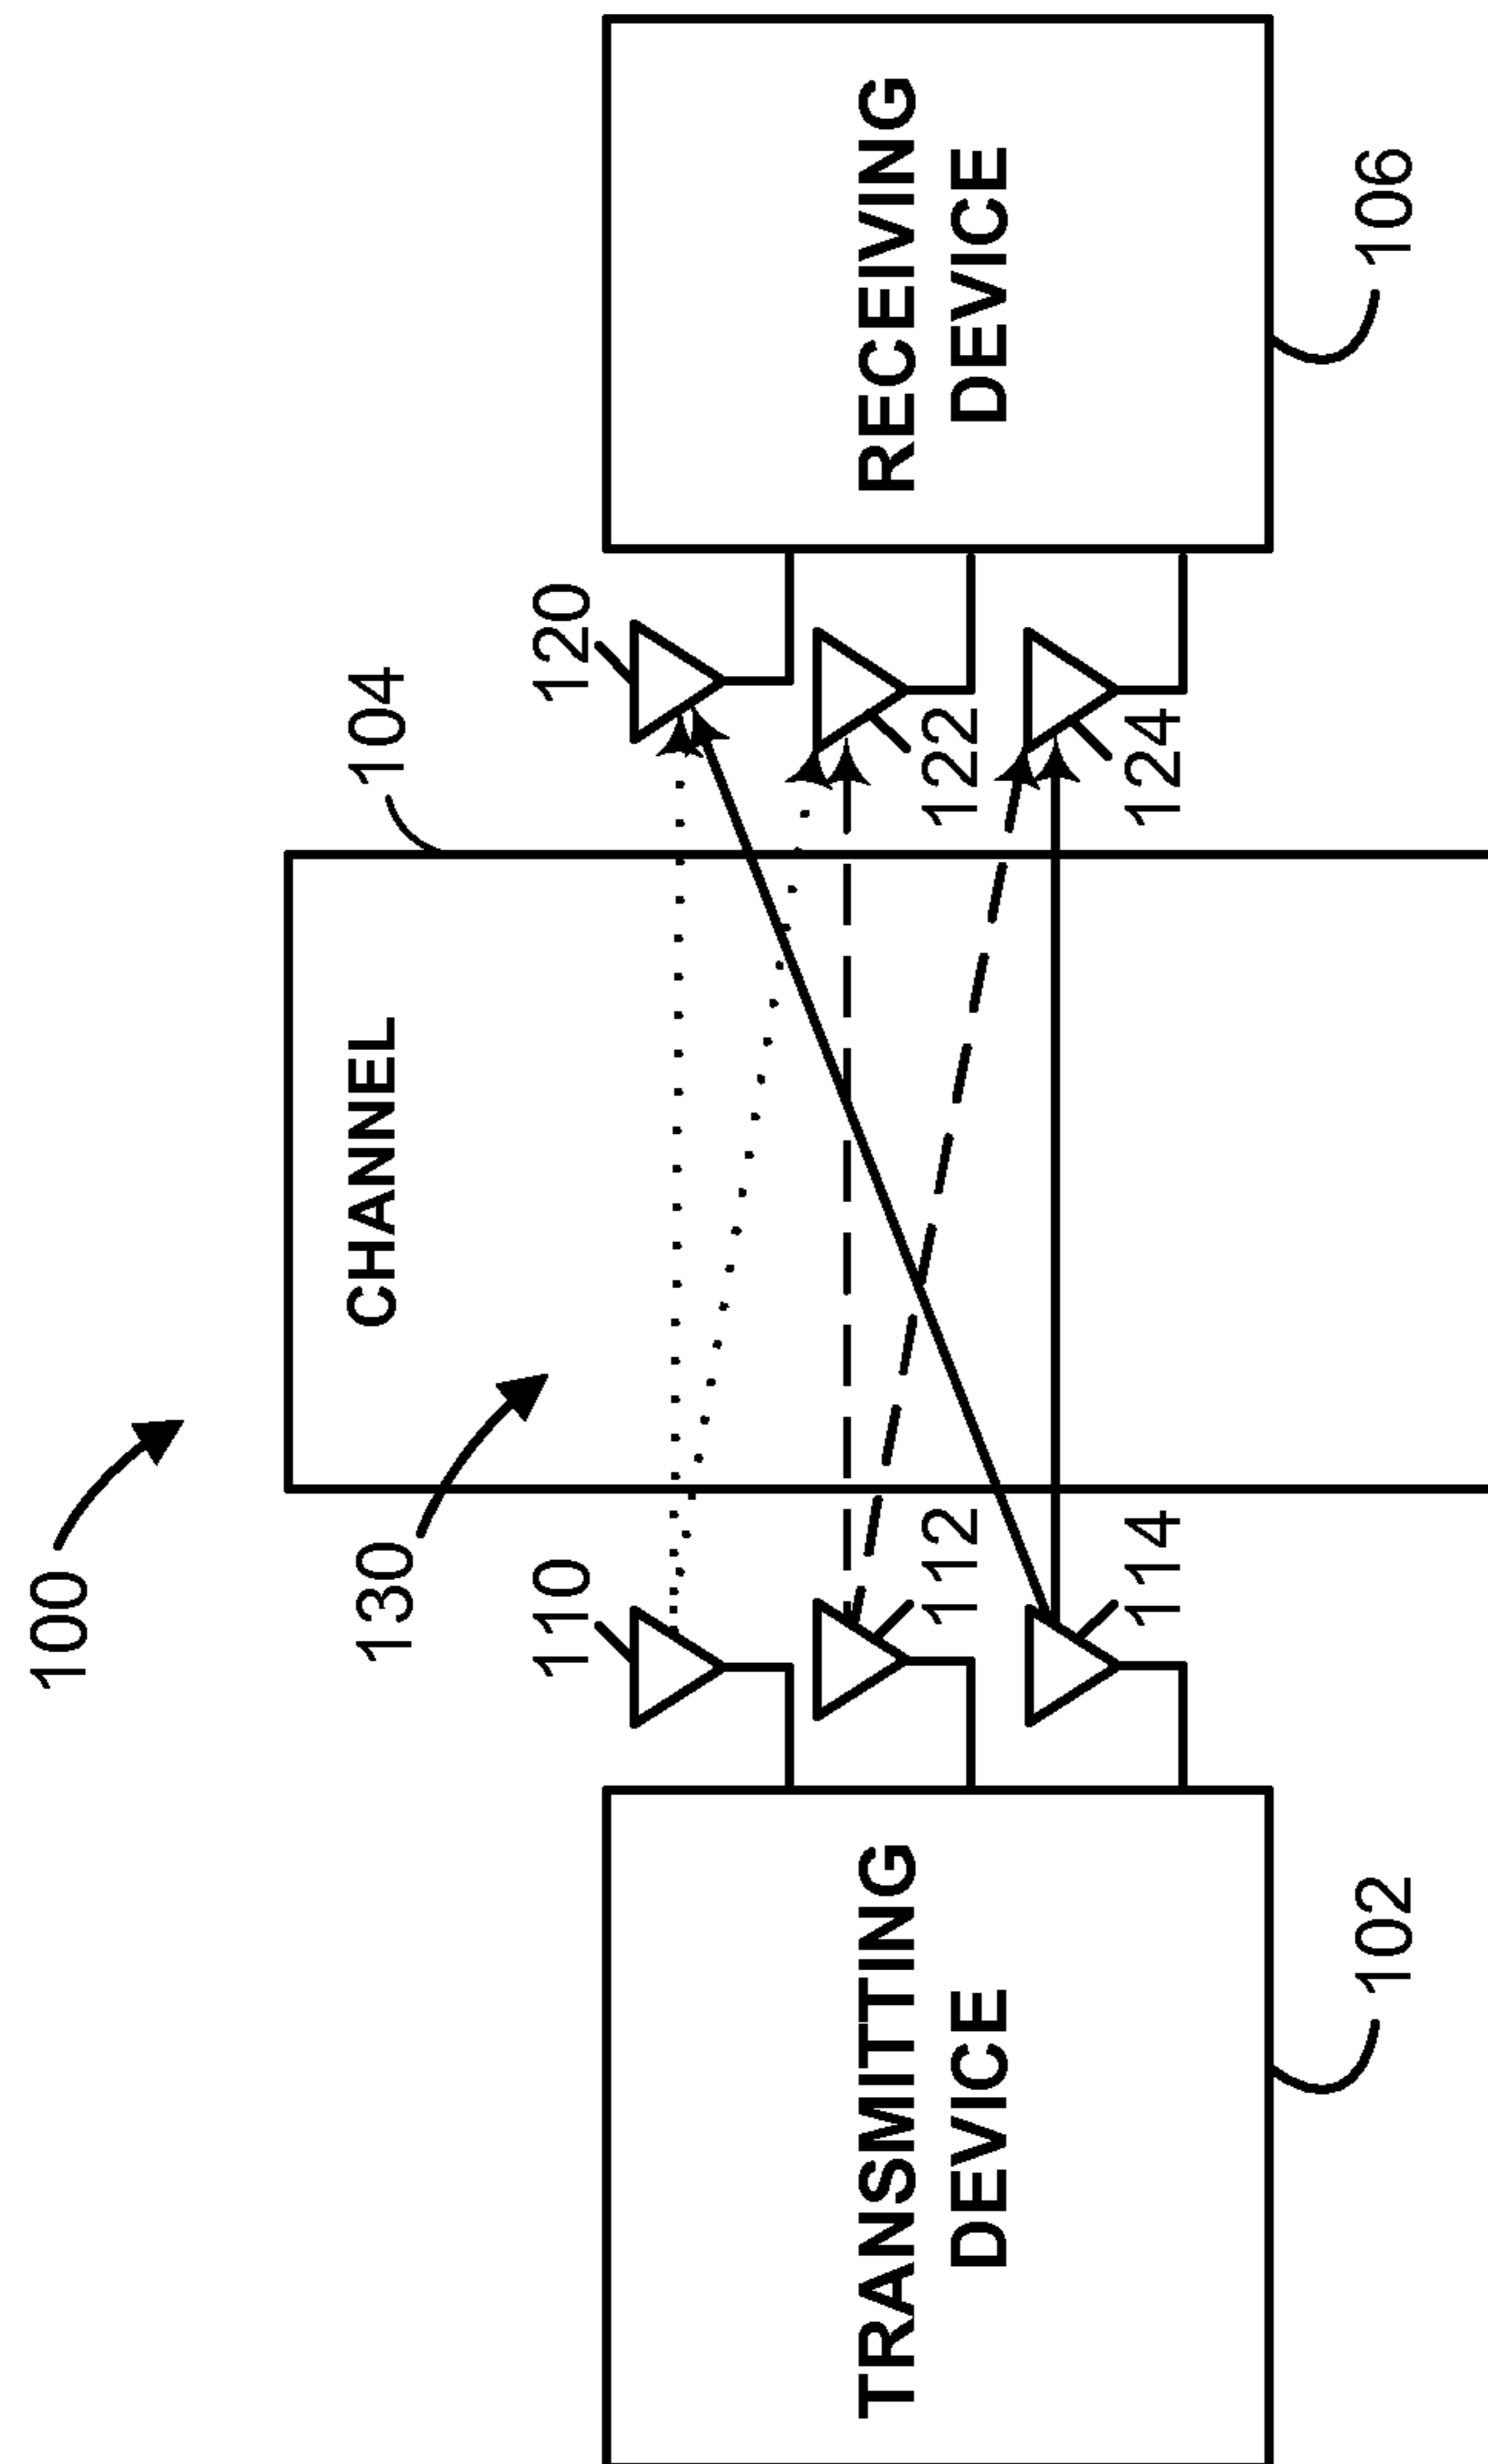 100
104
CHANNEL
130
110
120
TRANSMITTING
DEVICE
RECEIVING
DEVICE
112
122
114
124
102
106